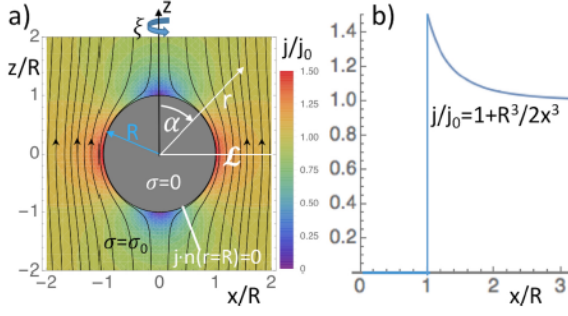 a)
ξ
z
z/R
j/j₀
2
1
0
-1
-2
α
r
R
ℒ
σ=0
σ=σ₀
j·n(r=R)=0
1.50
1.25
1.00
0.75
0.50
0.25
0
-2
-1
0
1
2
x/R
b)
1.4
1.2
1.0
0.8
0.6
0.4
0.2
j/j₀=1+R³/2x³
0
1
2
3
x/R